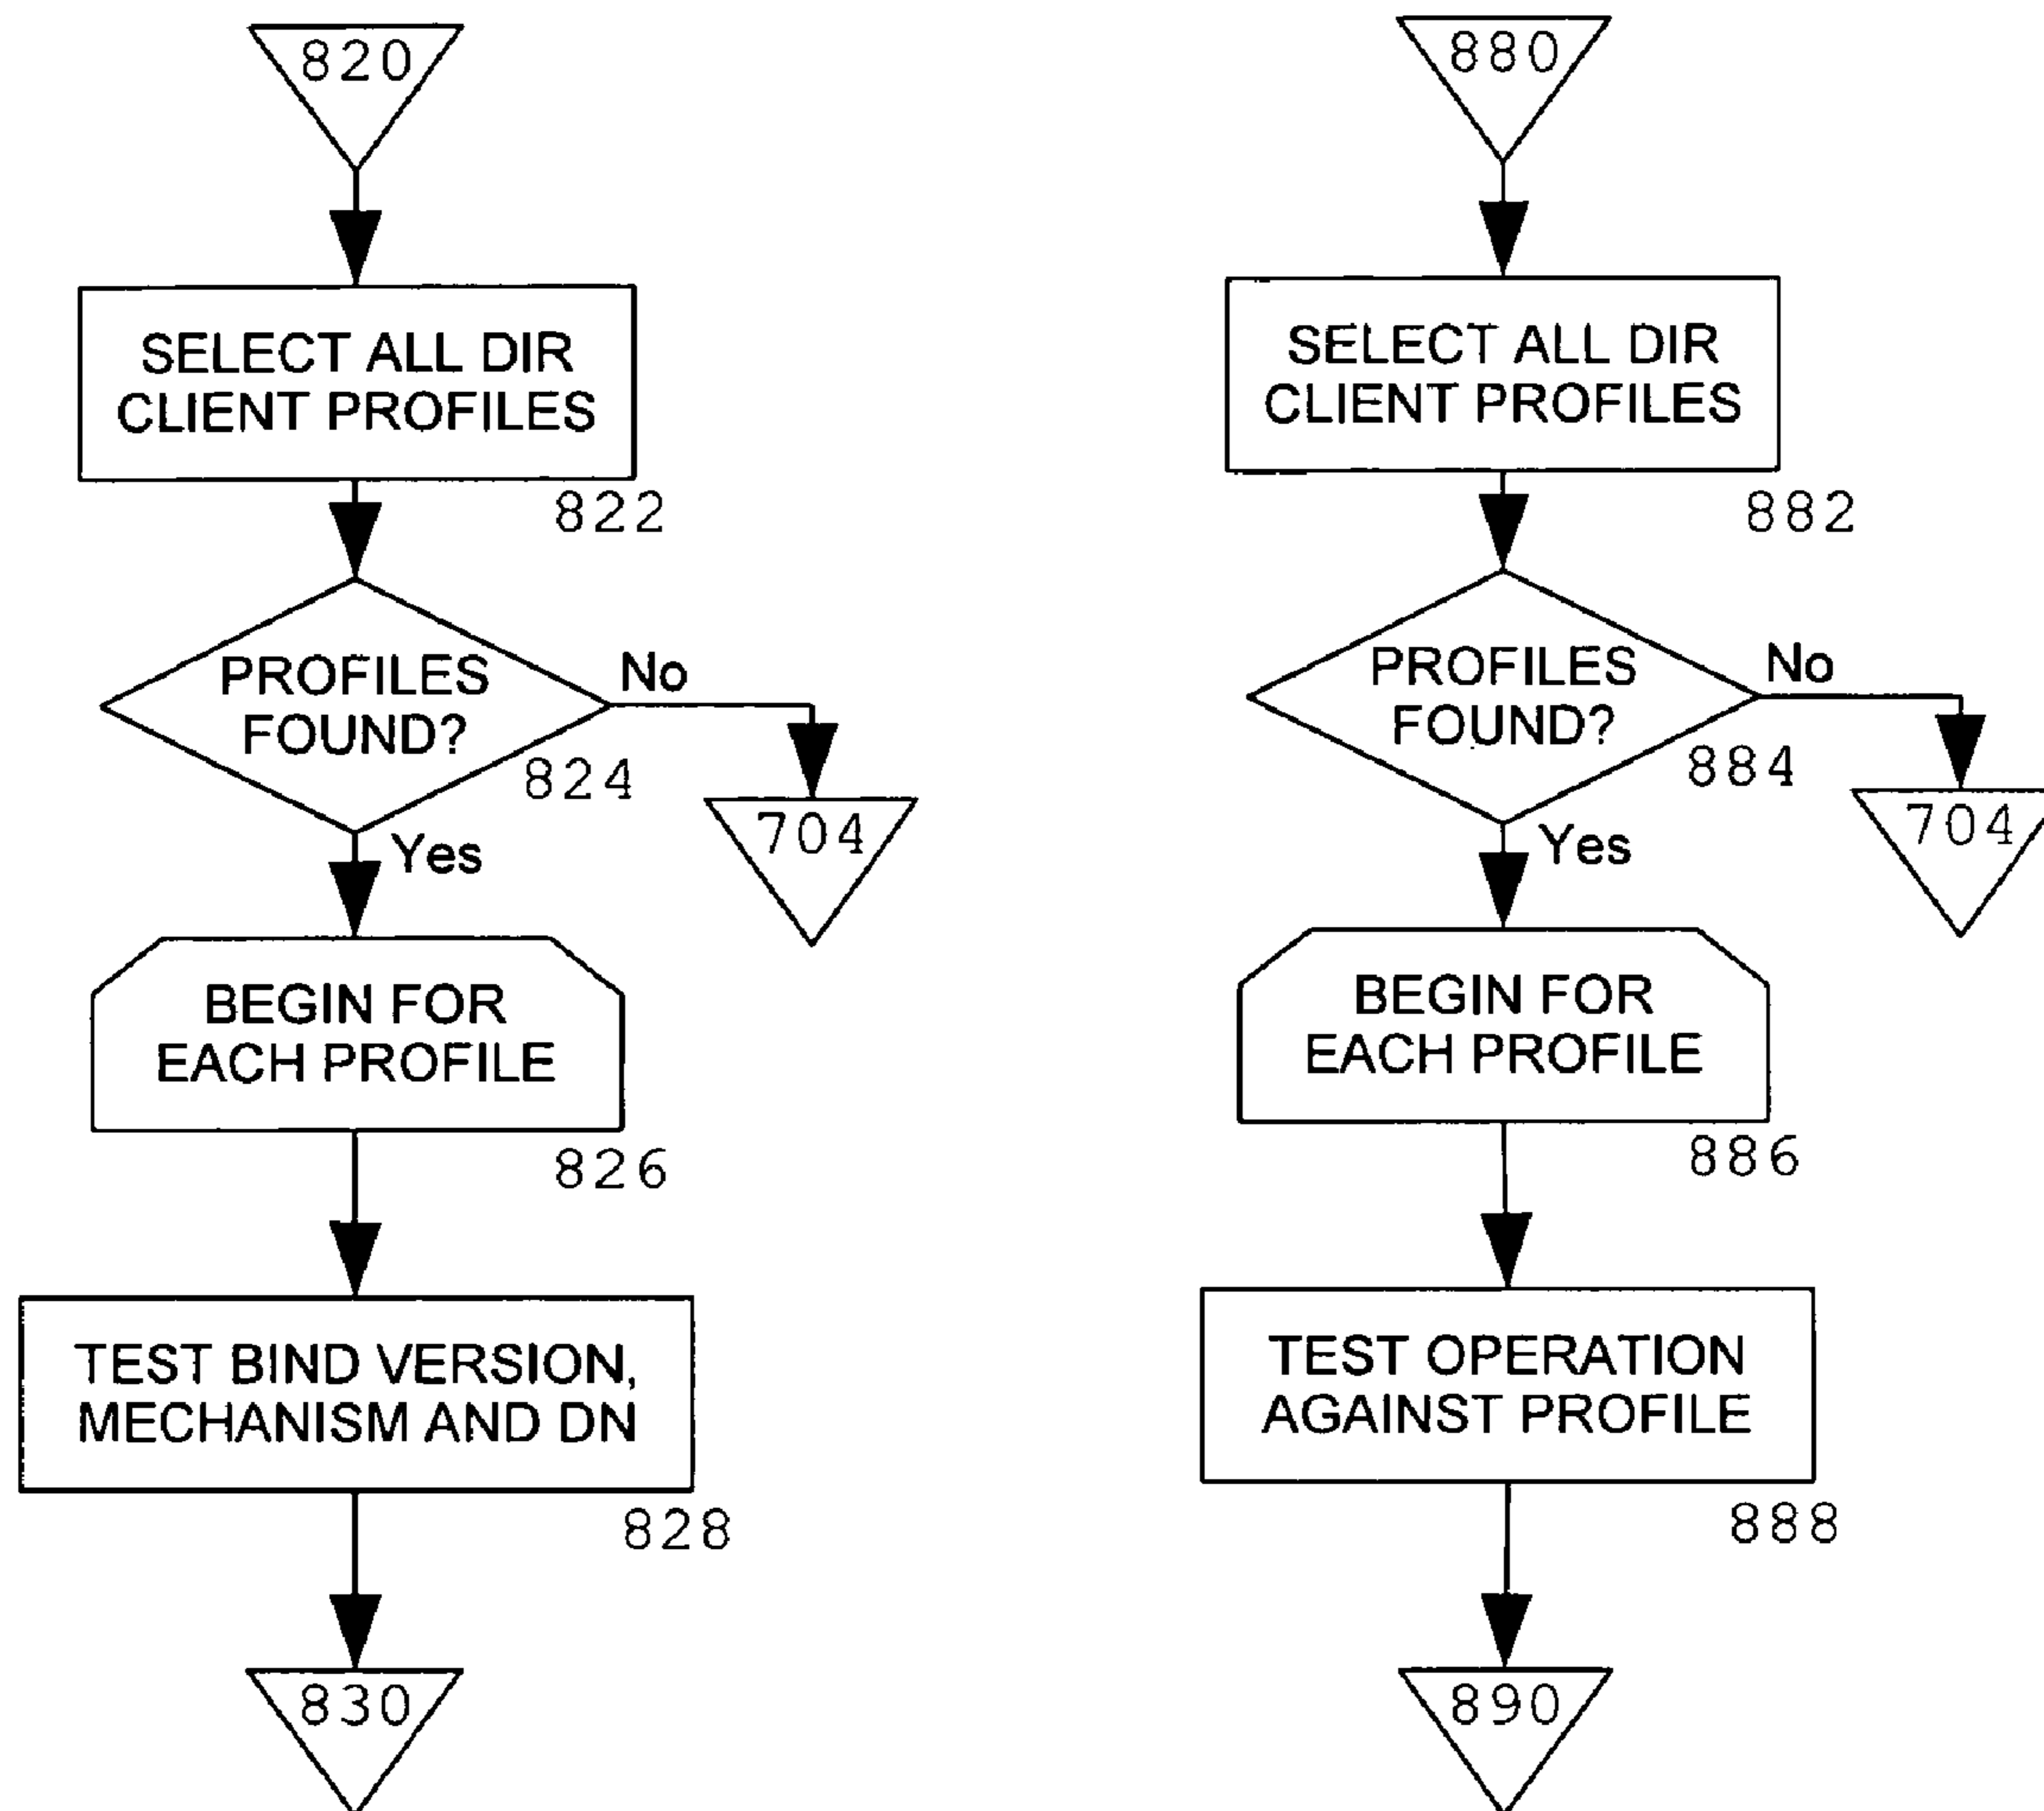 820
SELECT ALL DIR
CLIENT PROFILES
822
PROFILES
FOUND?
No
824
704
Yes
BEGIN FOR
EACH PROFILE
826
TEST BIND VERSION,
MECHANISM AND DN
828
830
880
SELECT ALL DIR
CLIENT PROFILES
882
PROFILES
FOUND?
No
884
704
Yes
BEGIN FOR
EACH PROFILE
886
TEST OPERATION
AGAINST PROFILE
888
890